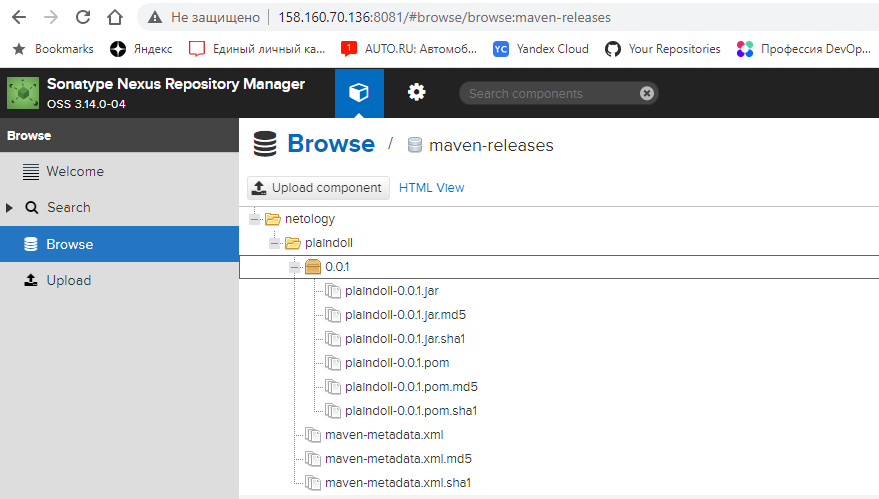 Не защищено 158.160.70.136:8081/#browse/browse:maven-releases
Bookmarks Яндекс Единый личный ка... AUTO.RU: Автомоб... YC Yandex Cloud Your Repositories Профессия DevOp...
Sonatype Nexus Repository Manager
OSS 3.14.0-04
Search components
Browse
Welcome
Search
Browse
Upload
Browse / maven-releases
Upload component HTML View
netology
plaindoll
0.0.1
plaindoll-0.0.1.jar
plaindoll-0.0.1.jar.md5
plaindoll-0.0.1.jar.sha1
plaindoll-0.0.1.pom
plaindoll-0.0.1.pom.md5
plaindoll-0.0.1.pom.sha1
maven-metadata.xml
maven-metadata.xml.md5
maven-metadata.xml.sha1